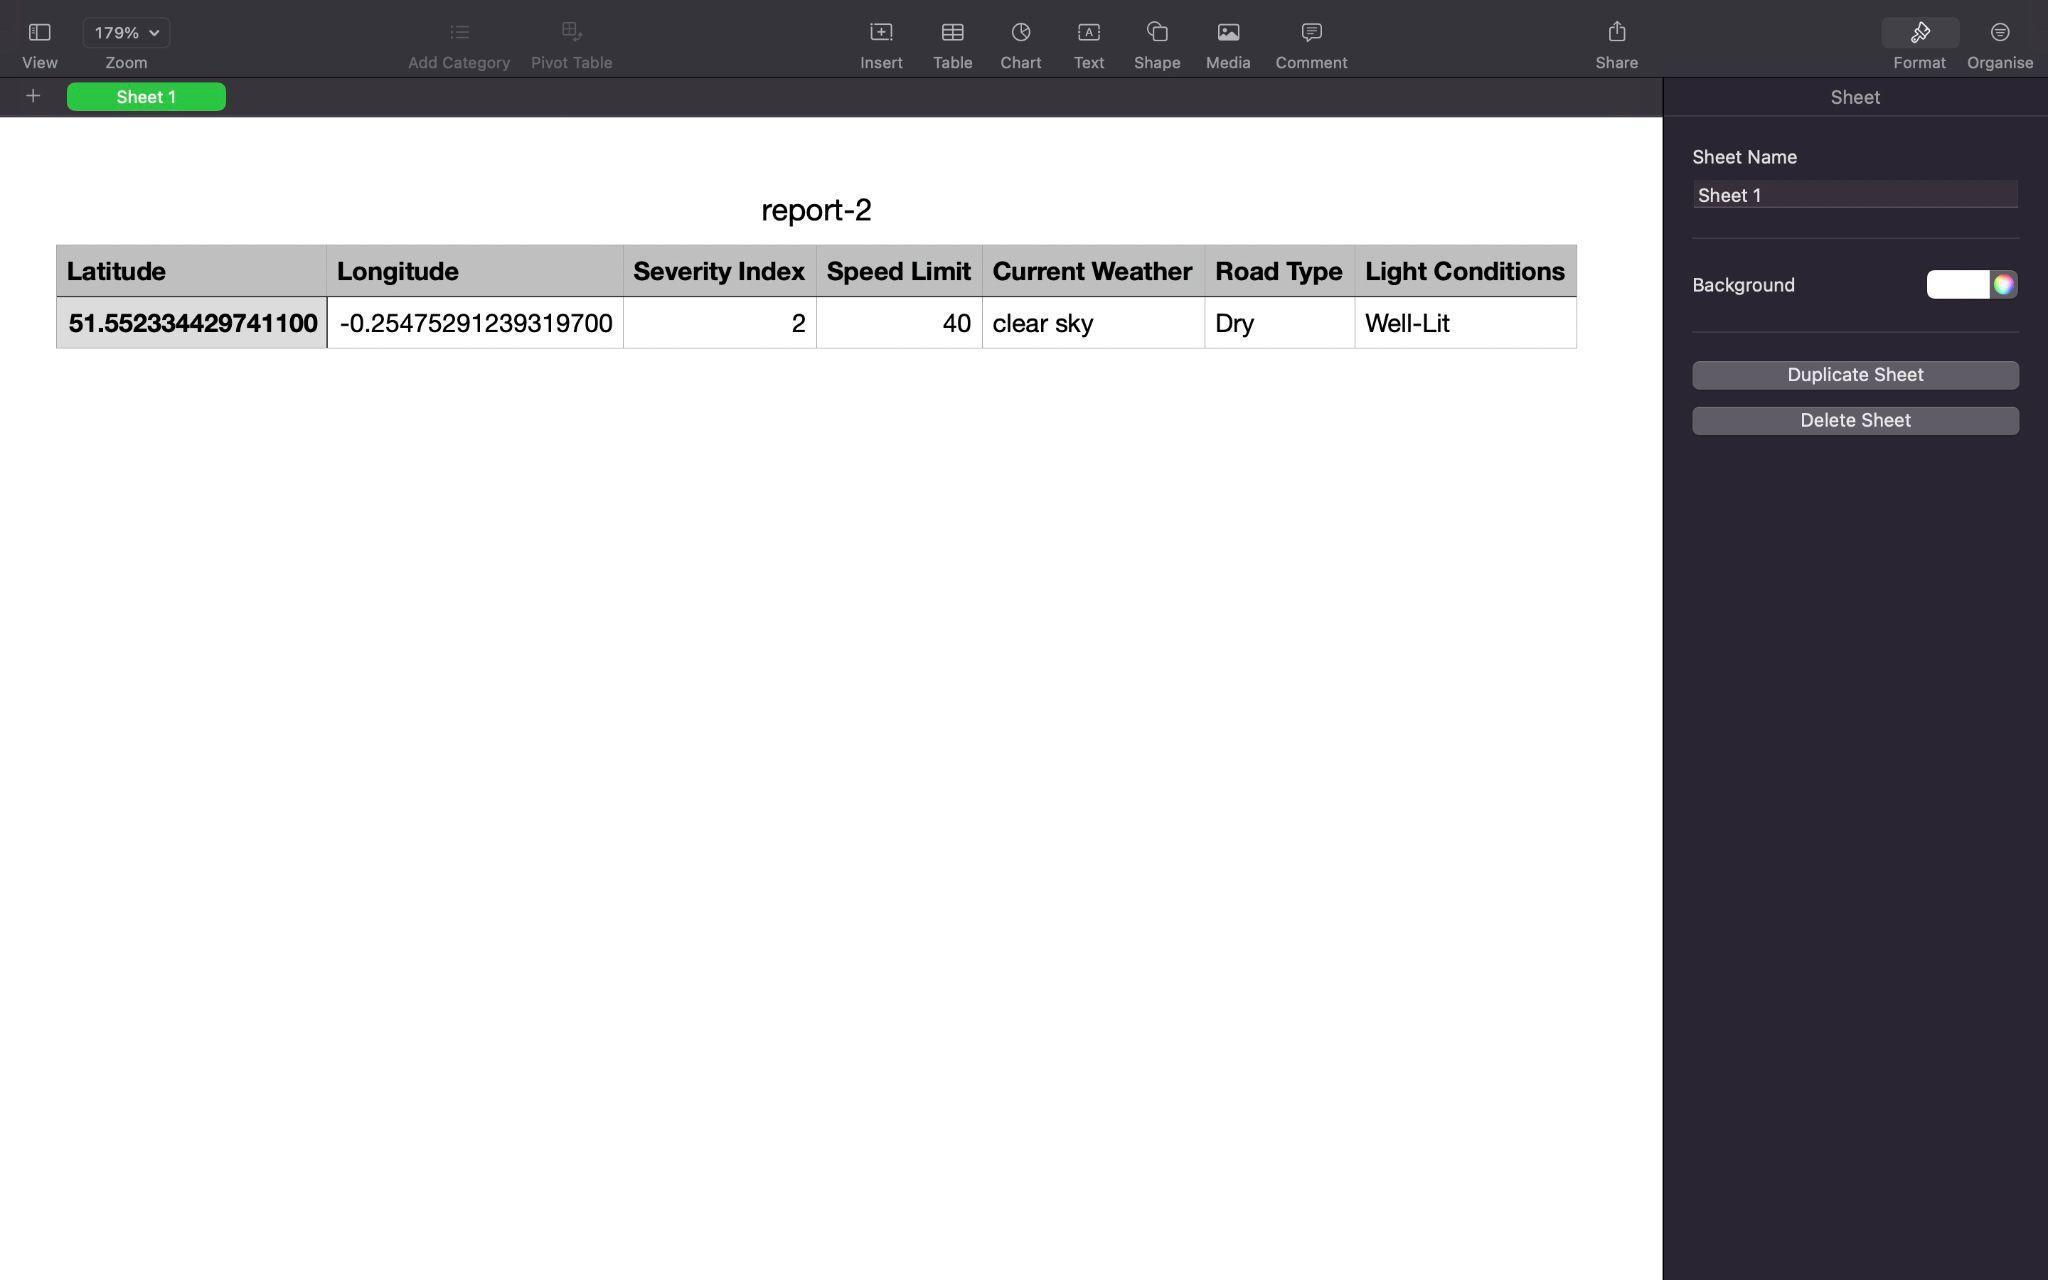 179%
View Zoom Add Category Pivot Table Insert Table Chart Text Shape Media Comment Share Format Organise
+ Sheet 1 Sheet
Sheet Name
Sheet 1
Background
Duplicate Sheet
Delete Sheet
report-2
Latitude Longitude Severity Index Speed Limit Current Weather Road Type Light Conditions
51.552334429741100 -0.25475291239319700 2 40 clear sky Dry Well-Lit